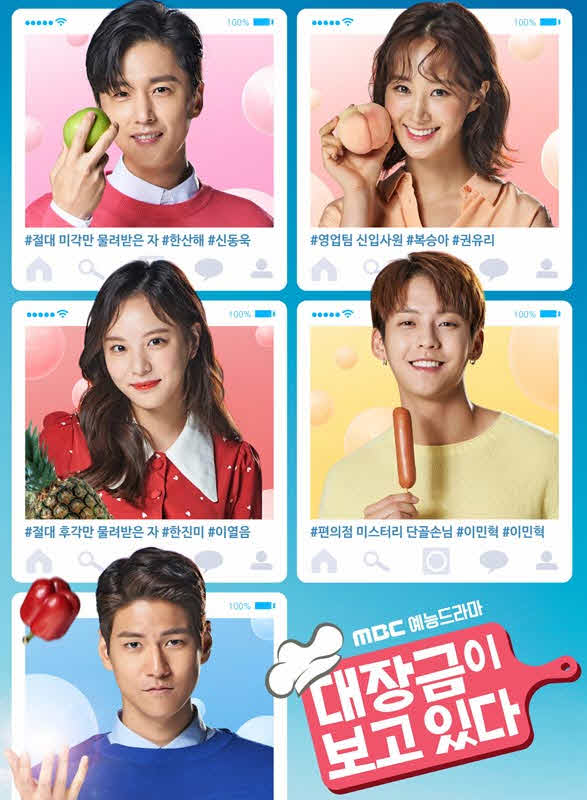 100%
100%
#절대 미각만 물려받은 자 #한산해 #신동욱
#영업팀 신입사원 #복승아 #권유리
100%
100%
#절대 후각만 물려받은 자 #한진미 #이열음
#편의점 미스터리 단골손님 #이민혁 #이민혁
100%
MBC 예능드라마
대장금이
보고 있다